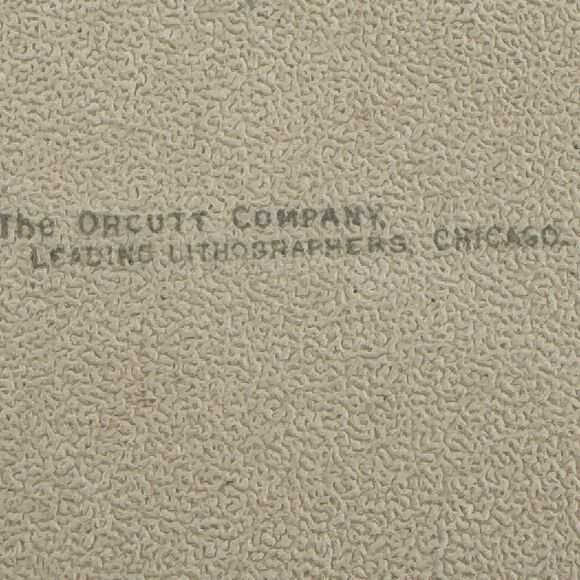 The ORCUTT COMPANY,
LEADING LITHOGRAPHERS, CHICAGO.